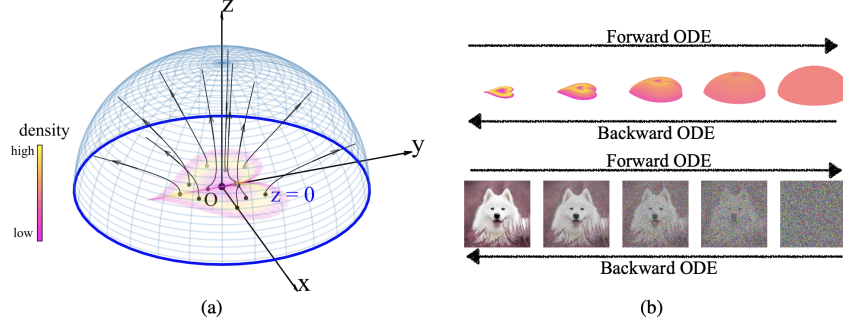 z
density
high
low
y
O
z = 0
x
(a)
Forward ODE
Backward ODE
Forward ODE
Backward ODE
(b)